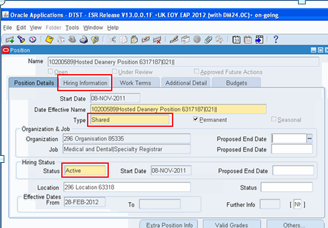 Oracle Applications - DTST - ESR Release V13.0.0.1F -UK EOY EAP 2012 [with DW24.0C]+ on-going
File Edit View Folder Tools Window Help
Position
Name 10200589|Hosted Deanery Position 6317187|D21||
Open Under Review Approved Future Actions
Position Details Hiring Information Work Terms Additional Detail Budgets
Start Date 08-NOV-2011
Date Effective Name 10200589|Hosted Deanery Position 6317187|D21||
Type Shared Permanent Seasonal
Organization & Job
Organization 296 Organisation 85335 Proposed End Date
Job Medical and Dental|Specialty Registrar Proposed End Date
Hiring Status
Status Active Start Date 08-NOV-2011 Proposed End Date
Location 296 Location 63318 Status
Effective Dates
From 28-FEB-2012 To Further Info [ NF ]
Extra Position Info Valid Grades Others...